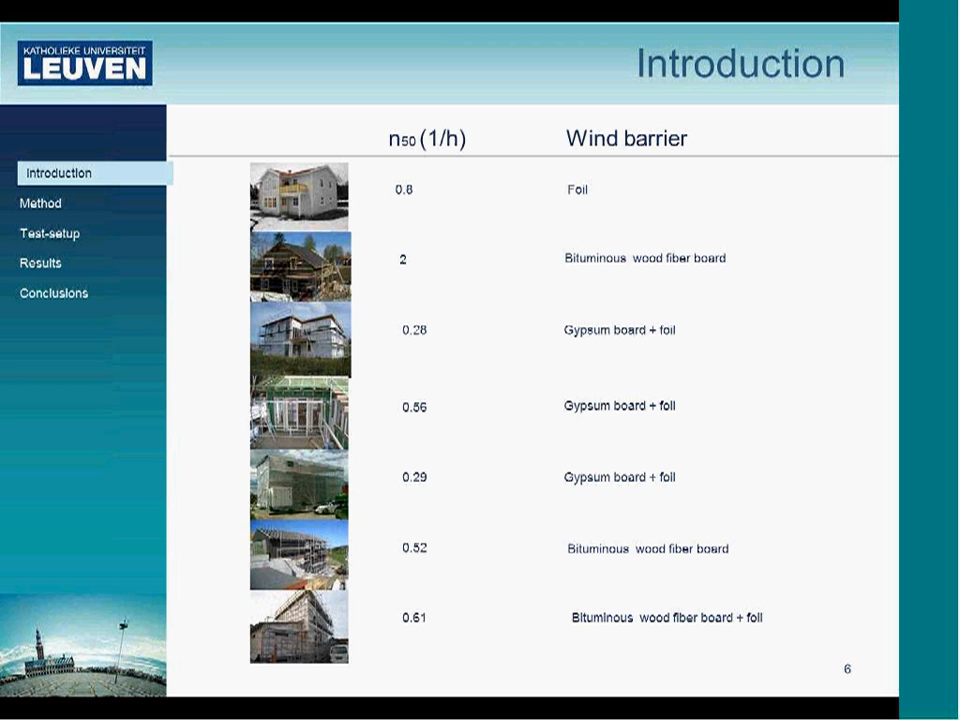 KATHOLIEKE UNIVERSITEIT
LEUVEN
Introduction
n50 (1/h) Wind barrier
Introduction
Method
Test-setup
Results
Conclusions
0.8 Foil
2 Bituminous wood fiber board
0.28 Gypsum board + foil
0.56 Gypsum board + foil
0.29 Gypsum board + foil
0.52 Bituminous wood fiber board
0.61 Bituminous wood fiber board + foil
6